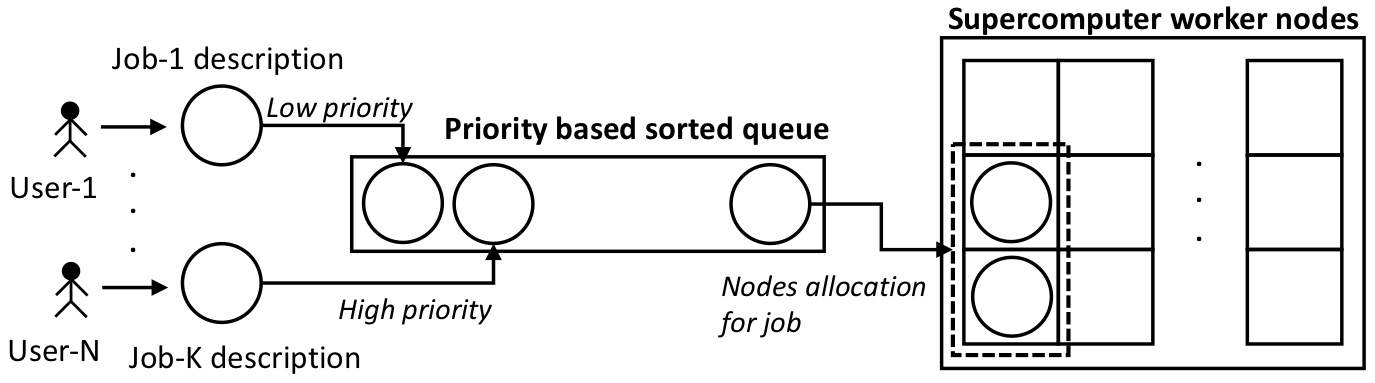 Supercomputer worker nodes
Job-1 description
Low priority
Priority based sorted queue
User-1
High priority
Nodes allocation
for job
User-N
Job-K description